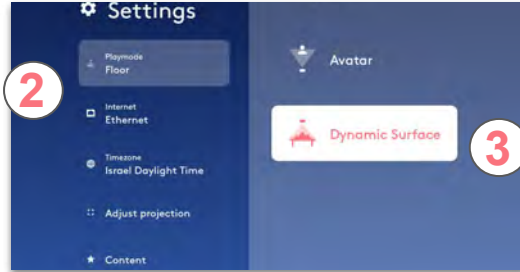 Settings
Playmode
Floor
Internet
Ethernet
Timezone
Israel Daylight Time
Adjust projection
Content
Avatar
Dynamic Surface
2
3